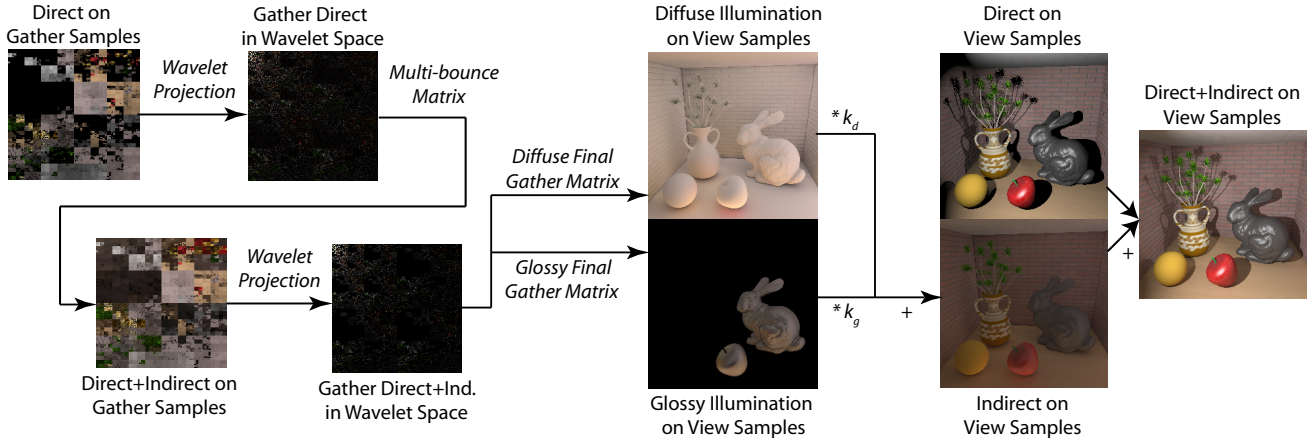 Direct on
Gather Samples
Wavelet
Projection
Gather Direct
in Wavelet Space
Multi-bounce
Matrix
Direct+Indirect on
Gather Samples
Wavelet
Projection
Gather Direct+Ind.
in Wavelet Space
Diffuse Final
Gather Matrix
Glossy Final
Gather Matrix
Diffuse Illumination
on View Samples
* kd
Glossy Illumination
on View Samples
* kg
+
Direct on
View Samples
Indirect on
View Samples
+
Direct+Indirect on
View Samples